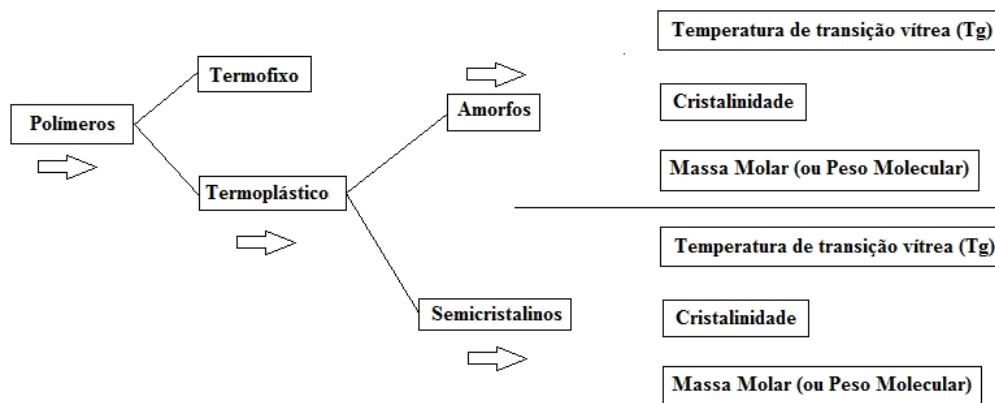 Temperatura de transição vítrea (Tg)
Termofixo
Cristalinidade
Polímeros
Amorfos
Massa Molar (ou Peso Molecular)
Termoplástico
Temperatura de transição vítrea (Tg)
Semicristalinos
Cristalinidade
Massa Molar (ou Peso Molecular)